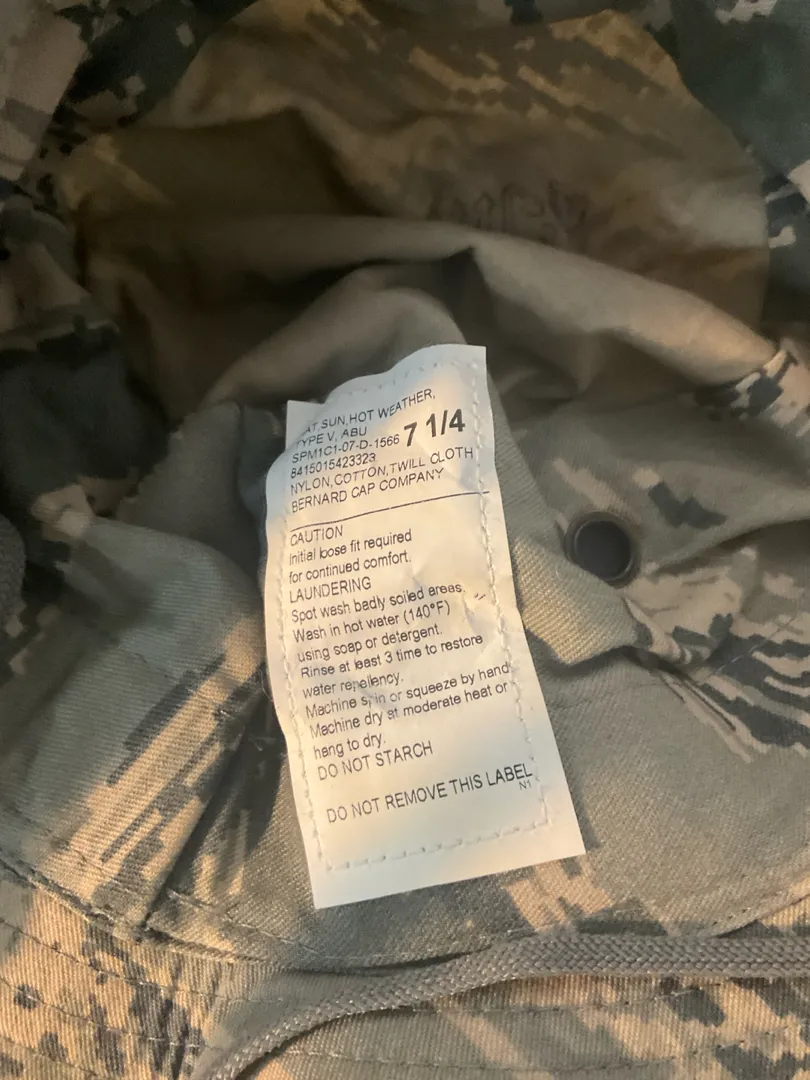 AT,SUN,HOT WEATHER,
TYPE V, ABU
SPM1C1-07-D-1566 7 1/4
8415015423323
NYLON,COTTON,TWILL CLOTH
BERNARD CAP COMPANY
CAUTION
Initial loose fit required
for continued comfort.
LAUNDERING
Spot wash badly soiled areas.
Wash in hot water (140°F)
using soap or detergent.
Rinse at least 3 time to restore
water repellency.
Machine spin or squeeze by hand
Machine dry at moderate heat or
hang to dry.
DO NOT STARCH
DO NOT REMOVE THIS LABEL
N1